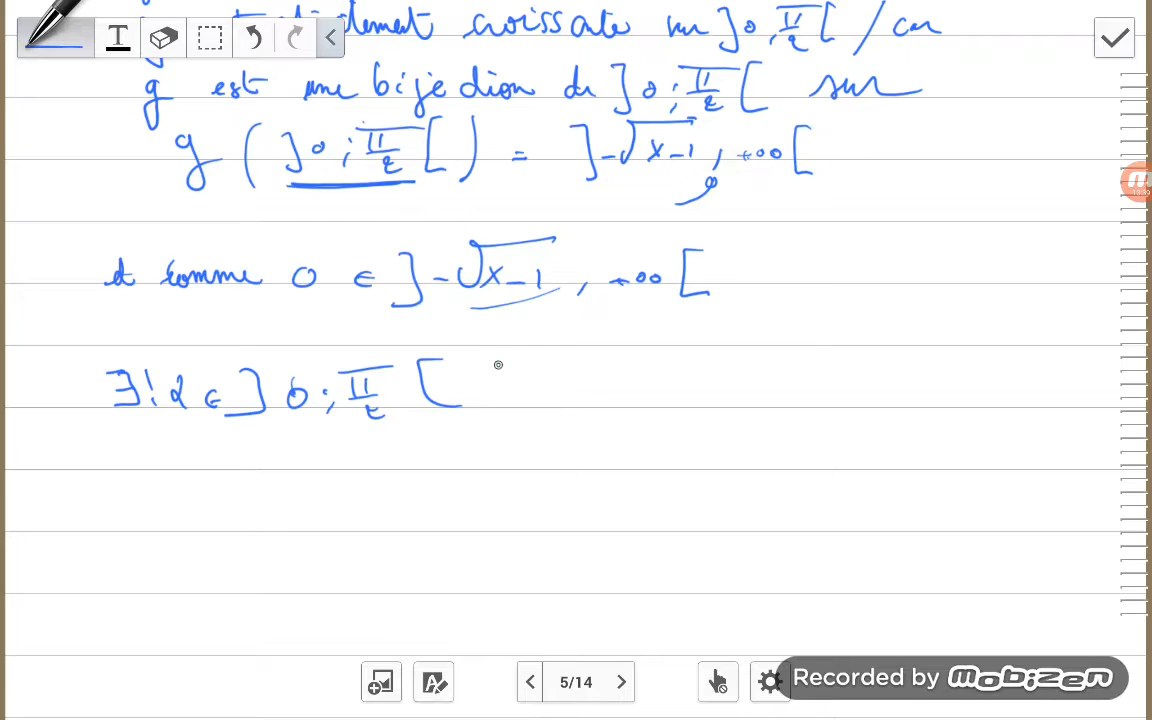 croissante sur ]0 ; π/2[ / car
g est une bijection de ]0 ; π/2[ sur
g ( ]0 ; π/2[ ) = ]-√x-1 , +∞[
et comme 0 ∈ ]-√x-1 , +∞[
∃! α ∈ ]0 ; π/2[
T
5/14
Recorded by mobizen